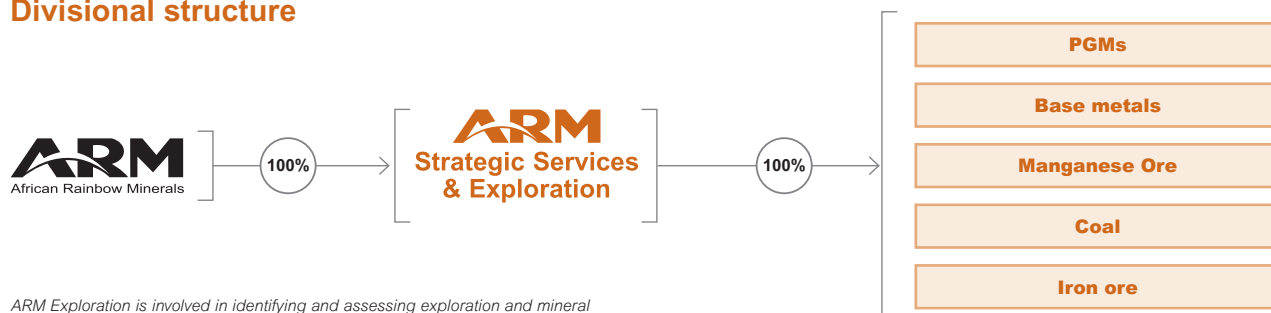 Divisional structure
ARM
African Rainbow Minerals
100%
ARM
Strategic Services
& Exploration
100%
PGMs
Base metals
Manganese Ore
Coal
Iron ore
ARM Exploration is involved in identifying and assessing exploration and mineral